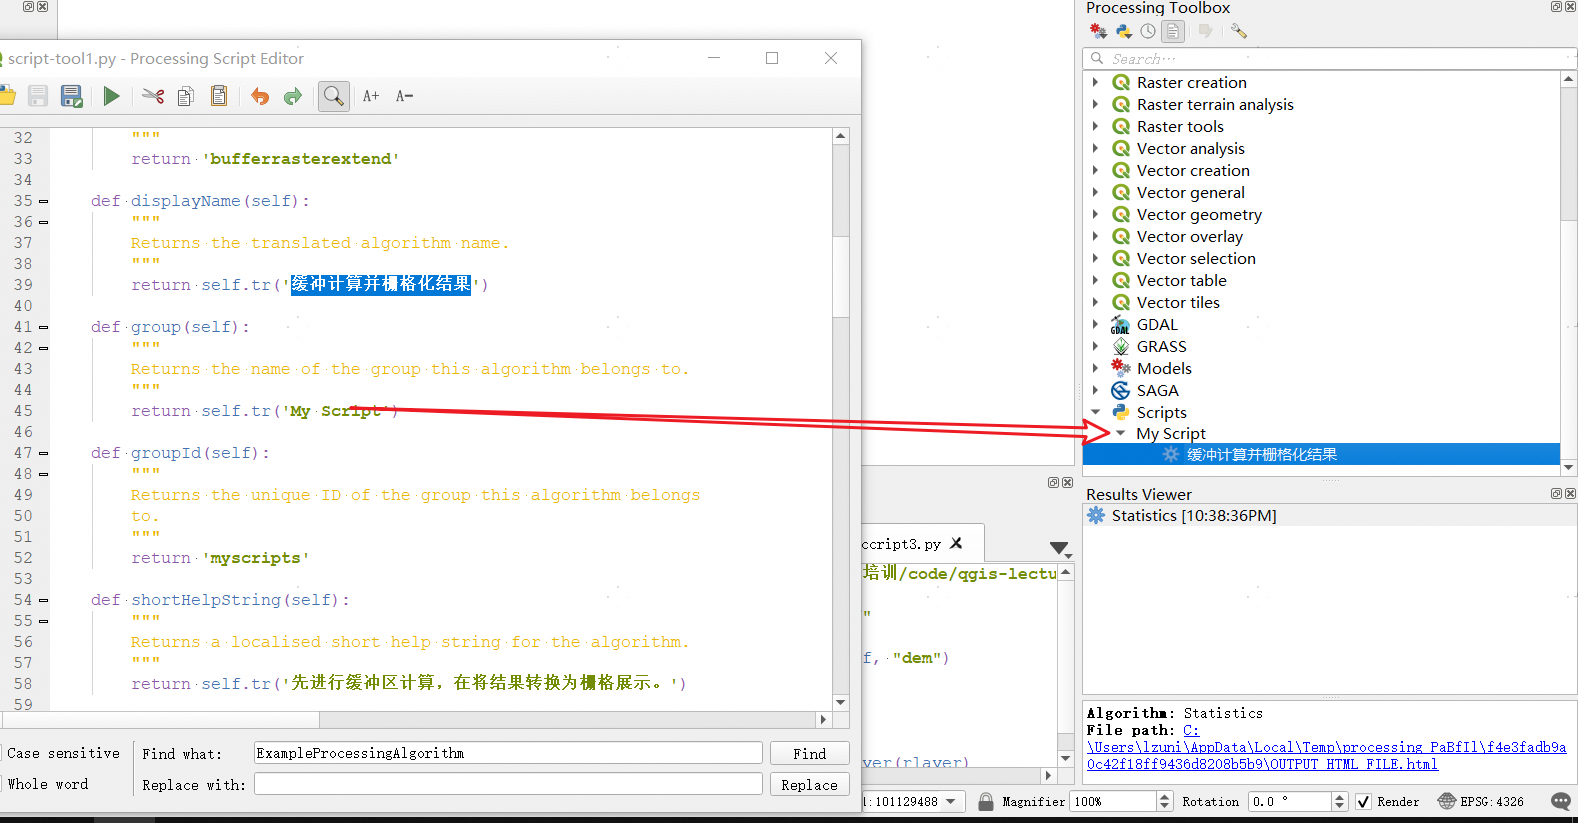 script-tool1.py - Processing Script Editor
A+ A-
32 """
33 return 'bufferrasterextend'
34
35 def displayName(self):
36 """
37 Returns the translated algorithm name.
38 """
39 return self.tr('缓冲计算并栅格化结果')
40
41 def group(self):
42 """
43 Returns the name of the group this algorithm belongs to.
44 """
45 return self.tr('My Script')
46
47 def groupId(self):
48 """
49 Returns the unique ID of the group this algorithm belongs
50 to.
51 """
52 return 'myscripts'
53
54 def shortHelpString(self):
55 """
56 Returns a localised short help string for the algorithm.
57 """
58 return self.tr('先进行缓冲区计算，在将结果转换为栅格展示。')
59
Case sensitive
Find what: ExampleProcessingAlgorithm
Find
Whole word
Replace with:
Replace
ccript3.py
培训/code/qgis-lectu
"
f, "dem")
yer(rlayer)
Processing Toolbox
Search…
Raster creation
Raster terrain analysis
Raster tools
Vector analysis
Vector creation
Vector general
Vector geometry
Vector overlay
Vector selection
Vector table
Vector tiles
GDAL GDAL
GRASS
Models
SAGA
Scripts
My Script
缓冲计算并栅格化结果
Results Viewer
Statistics [10:38:36PM]
Algorithm: Statistics
File path: C:
\Users\lzuni\AppData\Local\Temp\processing_PaBfIl\f4e3fadb9a
0c42f18ff9436d8208b5b9\OUTPUT_HTML_FILE.html
l:101129488
Magnifier 100%
Rotation 0.0 °
Render
EPSG:4326